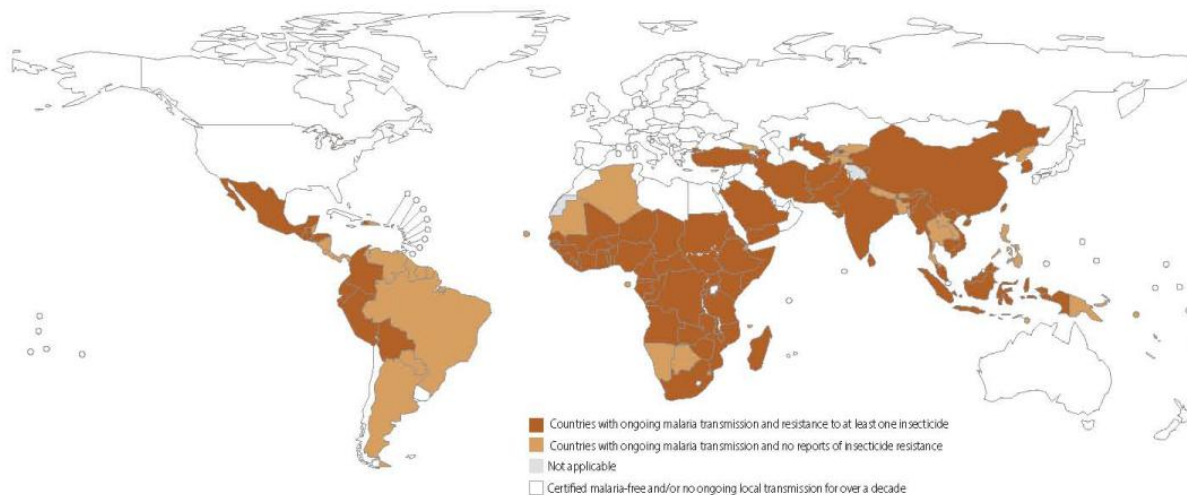 Countries with ongoing malaria transmission and resistance to at least one insecticide
Countries with ongoing malaria transmission and no reports of insecticide resistance
Not applicable
Certified malaria-free and/or no ongoing local transmission for over a decade